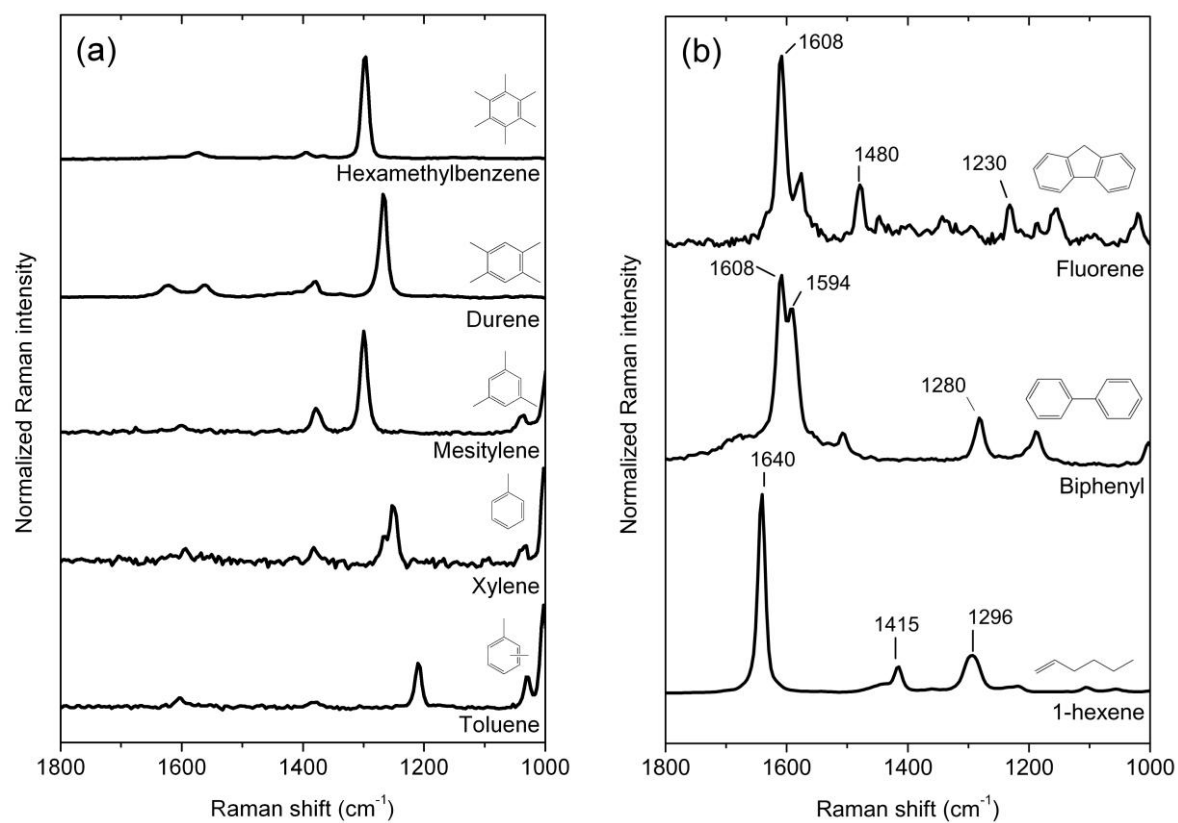 (a)
Hexamethylbenzene
Durene
Mesitylene
Xylene
Toluene
Normalized Raman intensity
1800 1600 1400 1200 1000
Raman shift (cm⁻¹)
(b)
1608
1480
1230
Fluorene
1608
1594
1280
Biphenyl
1640
1415
1296
1-hexene
Normalized Raman intensity
1800 1600 1400 1200 1000
Raman shift (cm⁻¹)